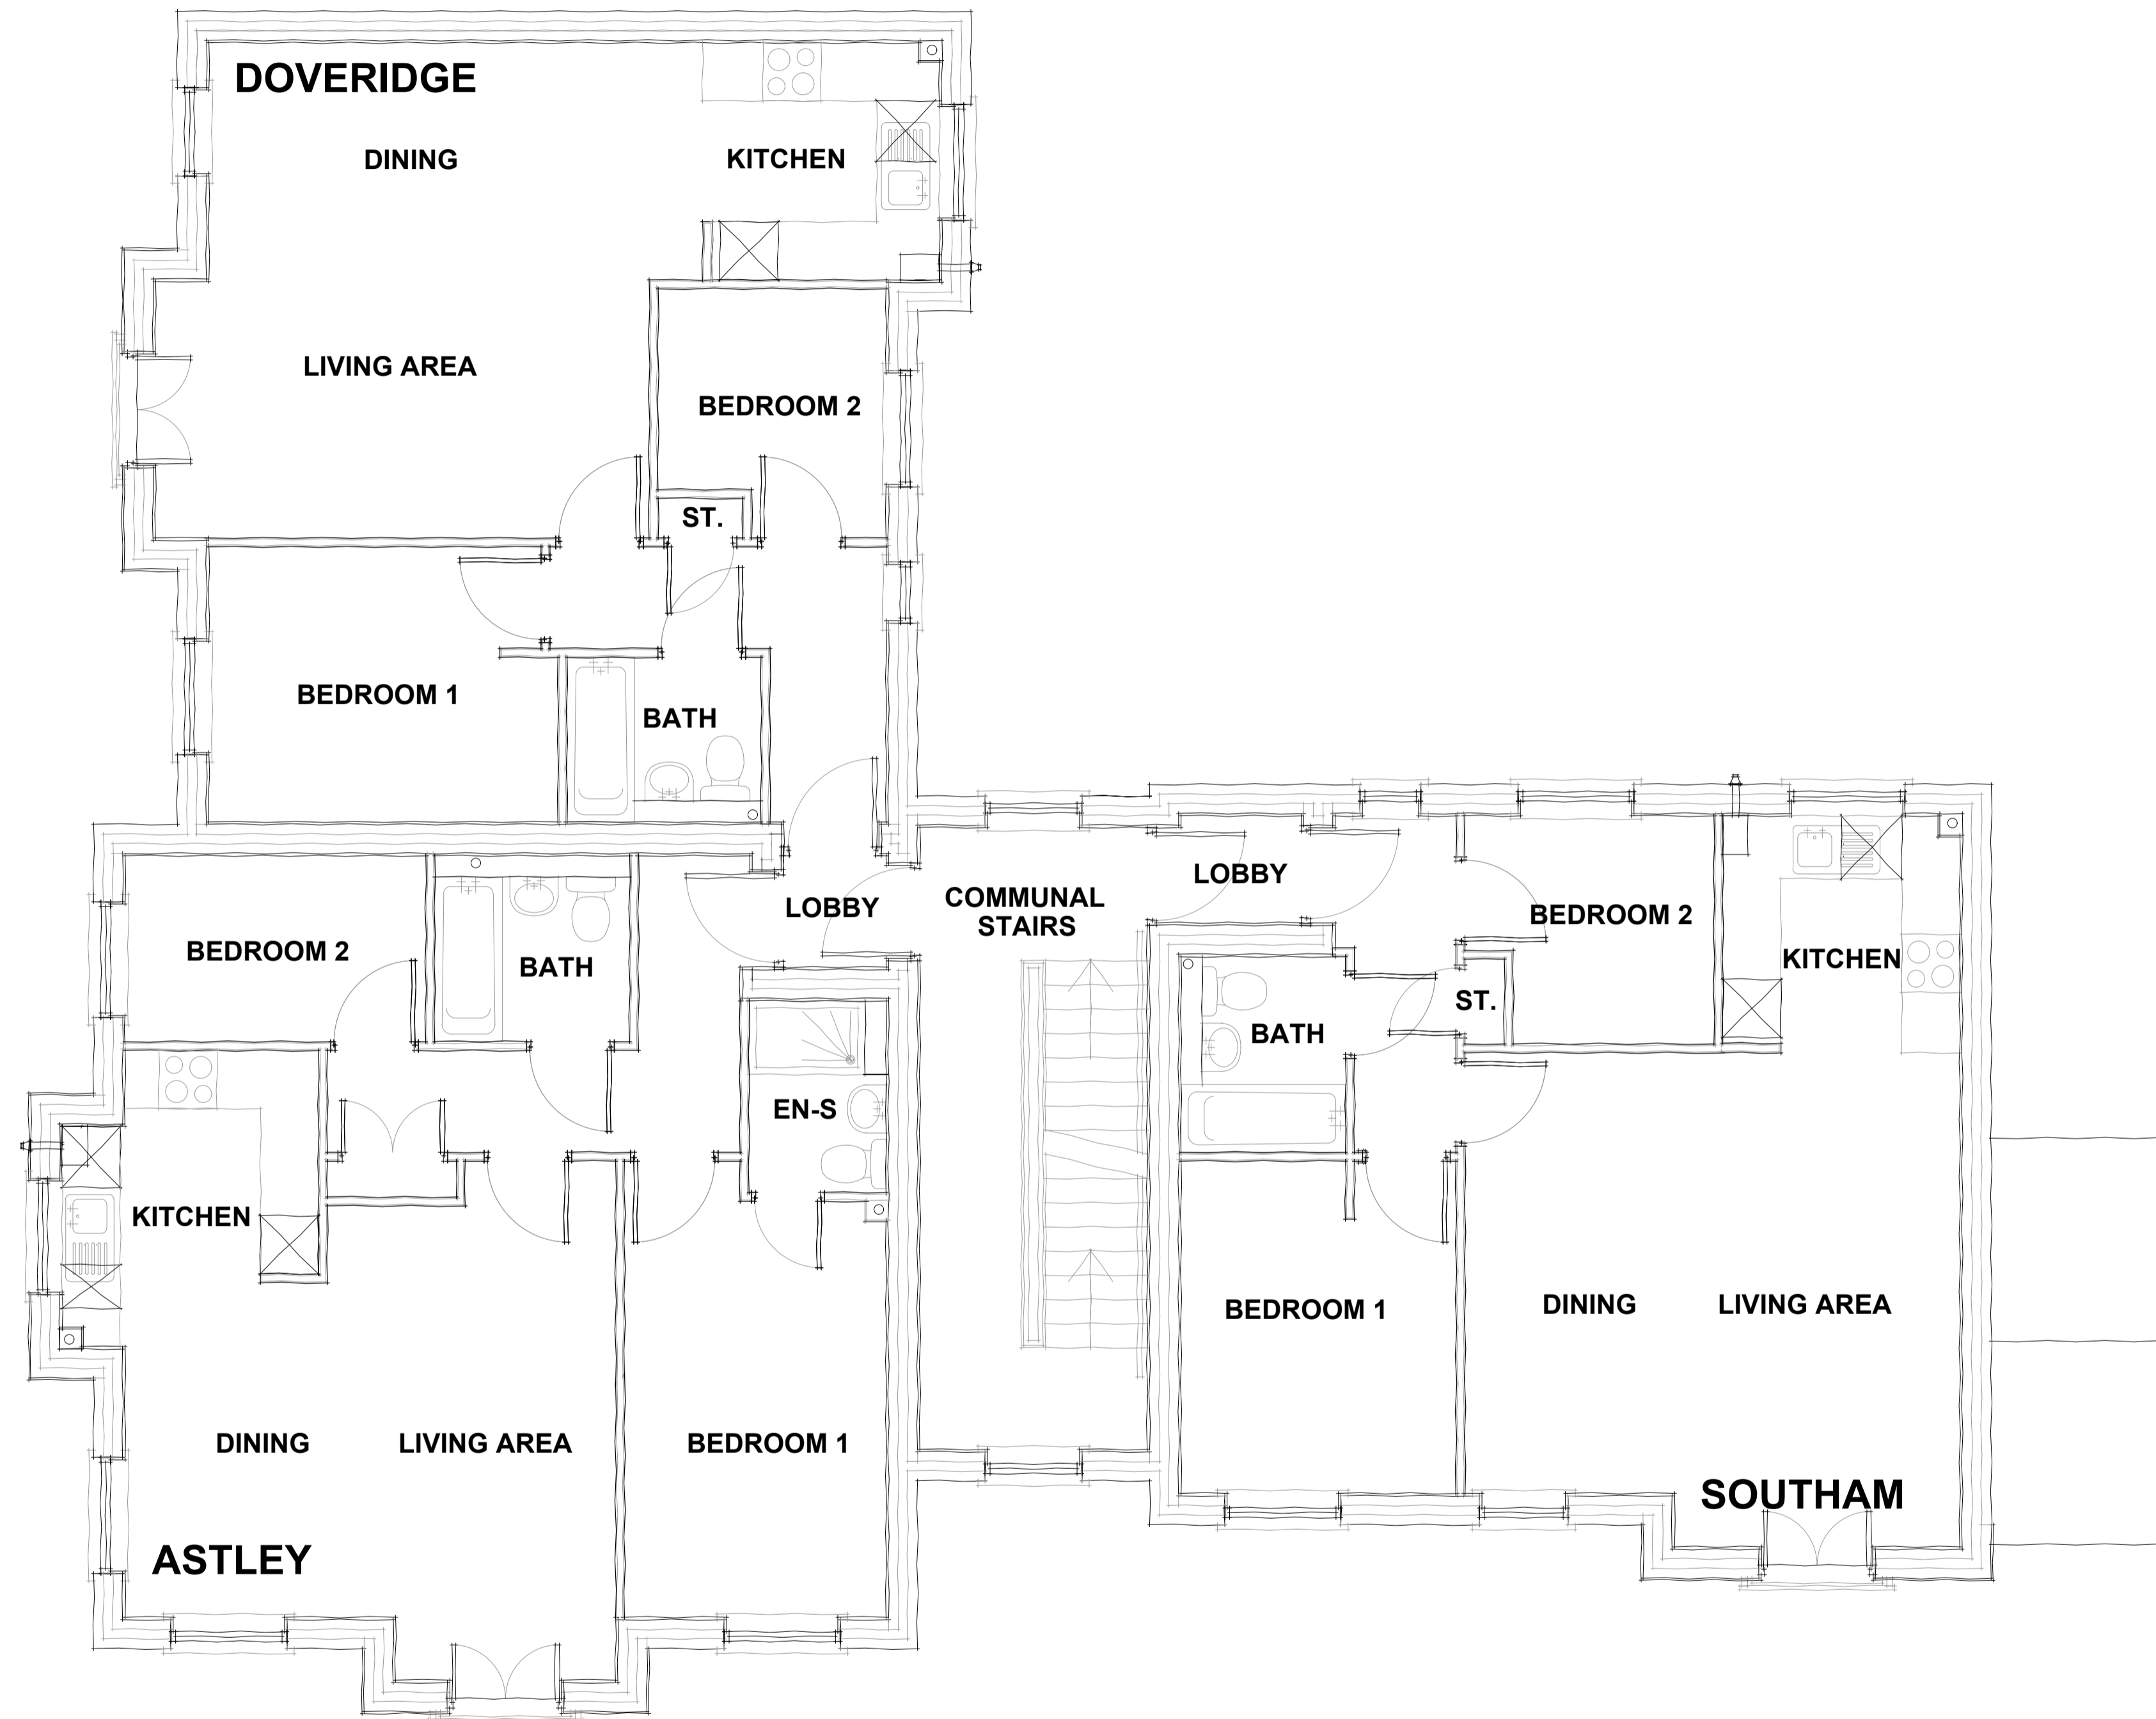 DOVERIDGE
DINING
KITCHEN
LIVING AREA
BEDROOM 2
ST.
BEDROOM 1
BATH
LOBBY
COMMUNAL
STAIRS
LOBBY
BEDROOM 2
KITCHEN
ST.
BATH
BEDROOM 1
DINING
LIVING AREA
SOUTHAM
BEDROOM 2
BATH
EN-S
KITCHEN
DINING
LIVING AREA
BEDROOM 1
ASTLEY